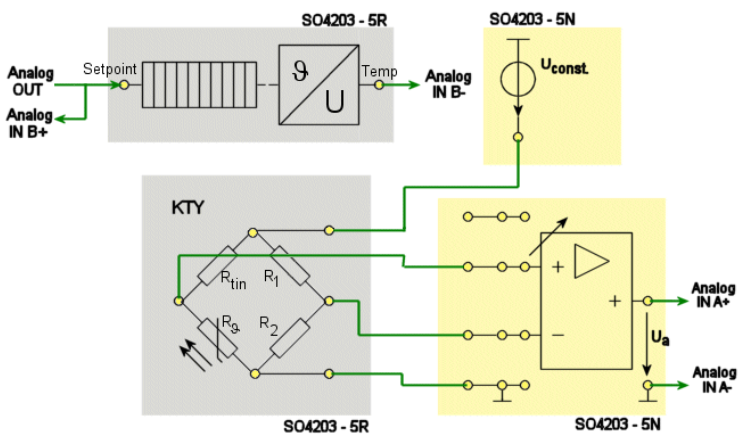 SO4203 - 5R
SO4203 - 5N
Analog
OUT
Setpoint
ϑ
U
Temp
Analog
IN B-
Uconst.
Analog
IN B+
KTY
Rtin
R1
Rϑ
R2
+
-
+
Ua
Analog
IN A+
Analog
IN A-
SO4203 - 5R
SO4203 - 5N